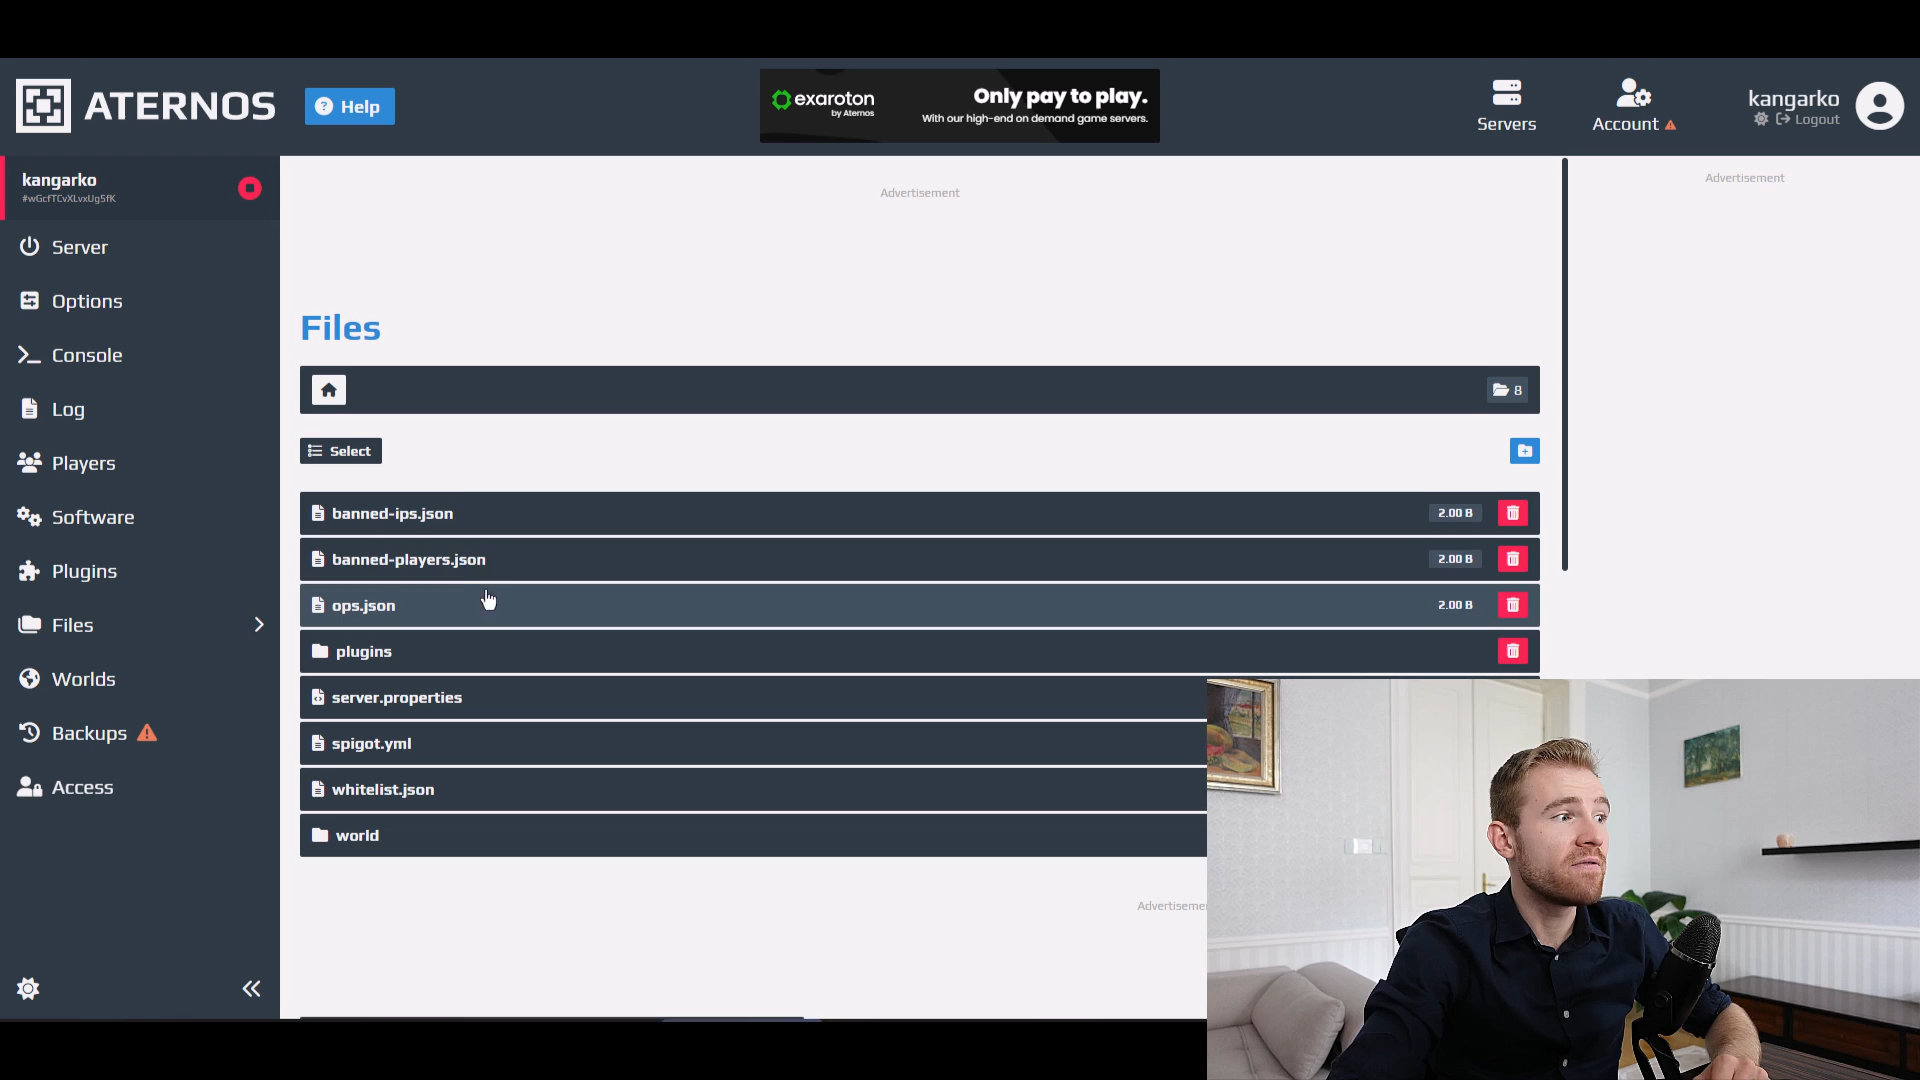 ATERNOS
Help
exaroton
by Aternos
Only pay to play.
With our high-end on demand game servers.
Servers
Account
kangarko
Logout
kangarko
#wGcfTCvXLvxUg5fK
Server
Options
Console
Log
Players
Software
Plugins
Files
Worlds
Backups
Access
Advertisement
Advertisement
Files
8
Select
banned-ips.json
2.00 B
banned-players.json
2.00 B
ops.json
2.00 B
plugins
server.properties
spigot.yml
whitelist.json
world
Advertiseme